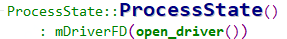 ProcessState::ProcessState()
: mDriverFD(open_driver())